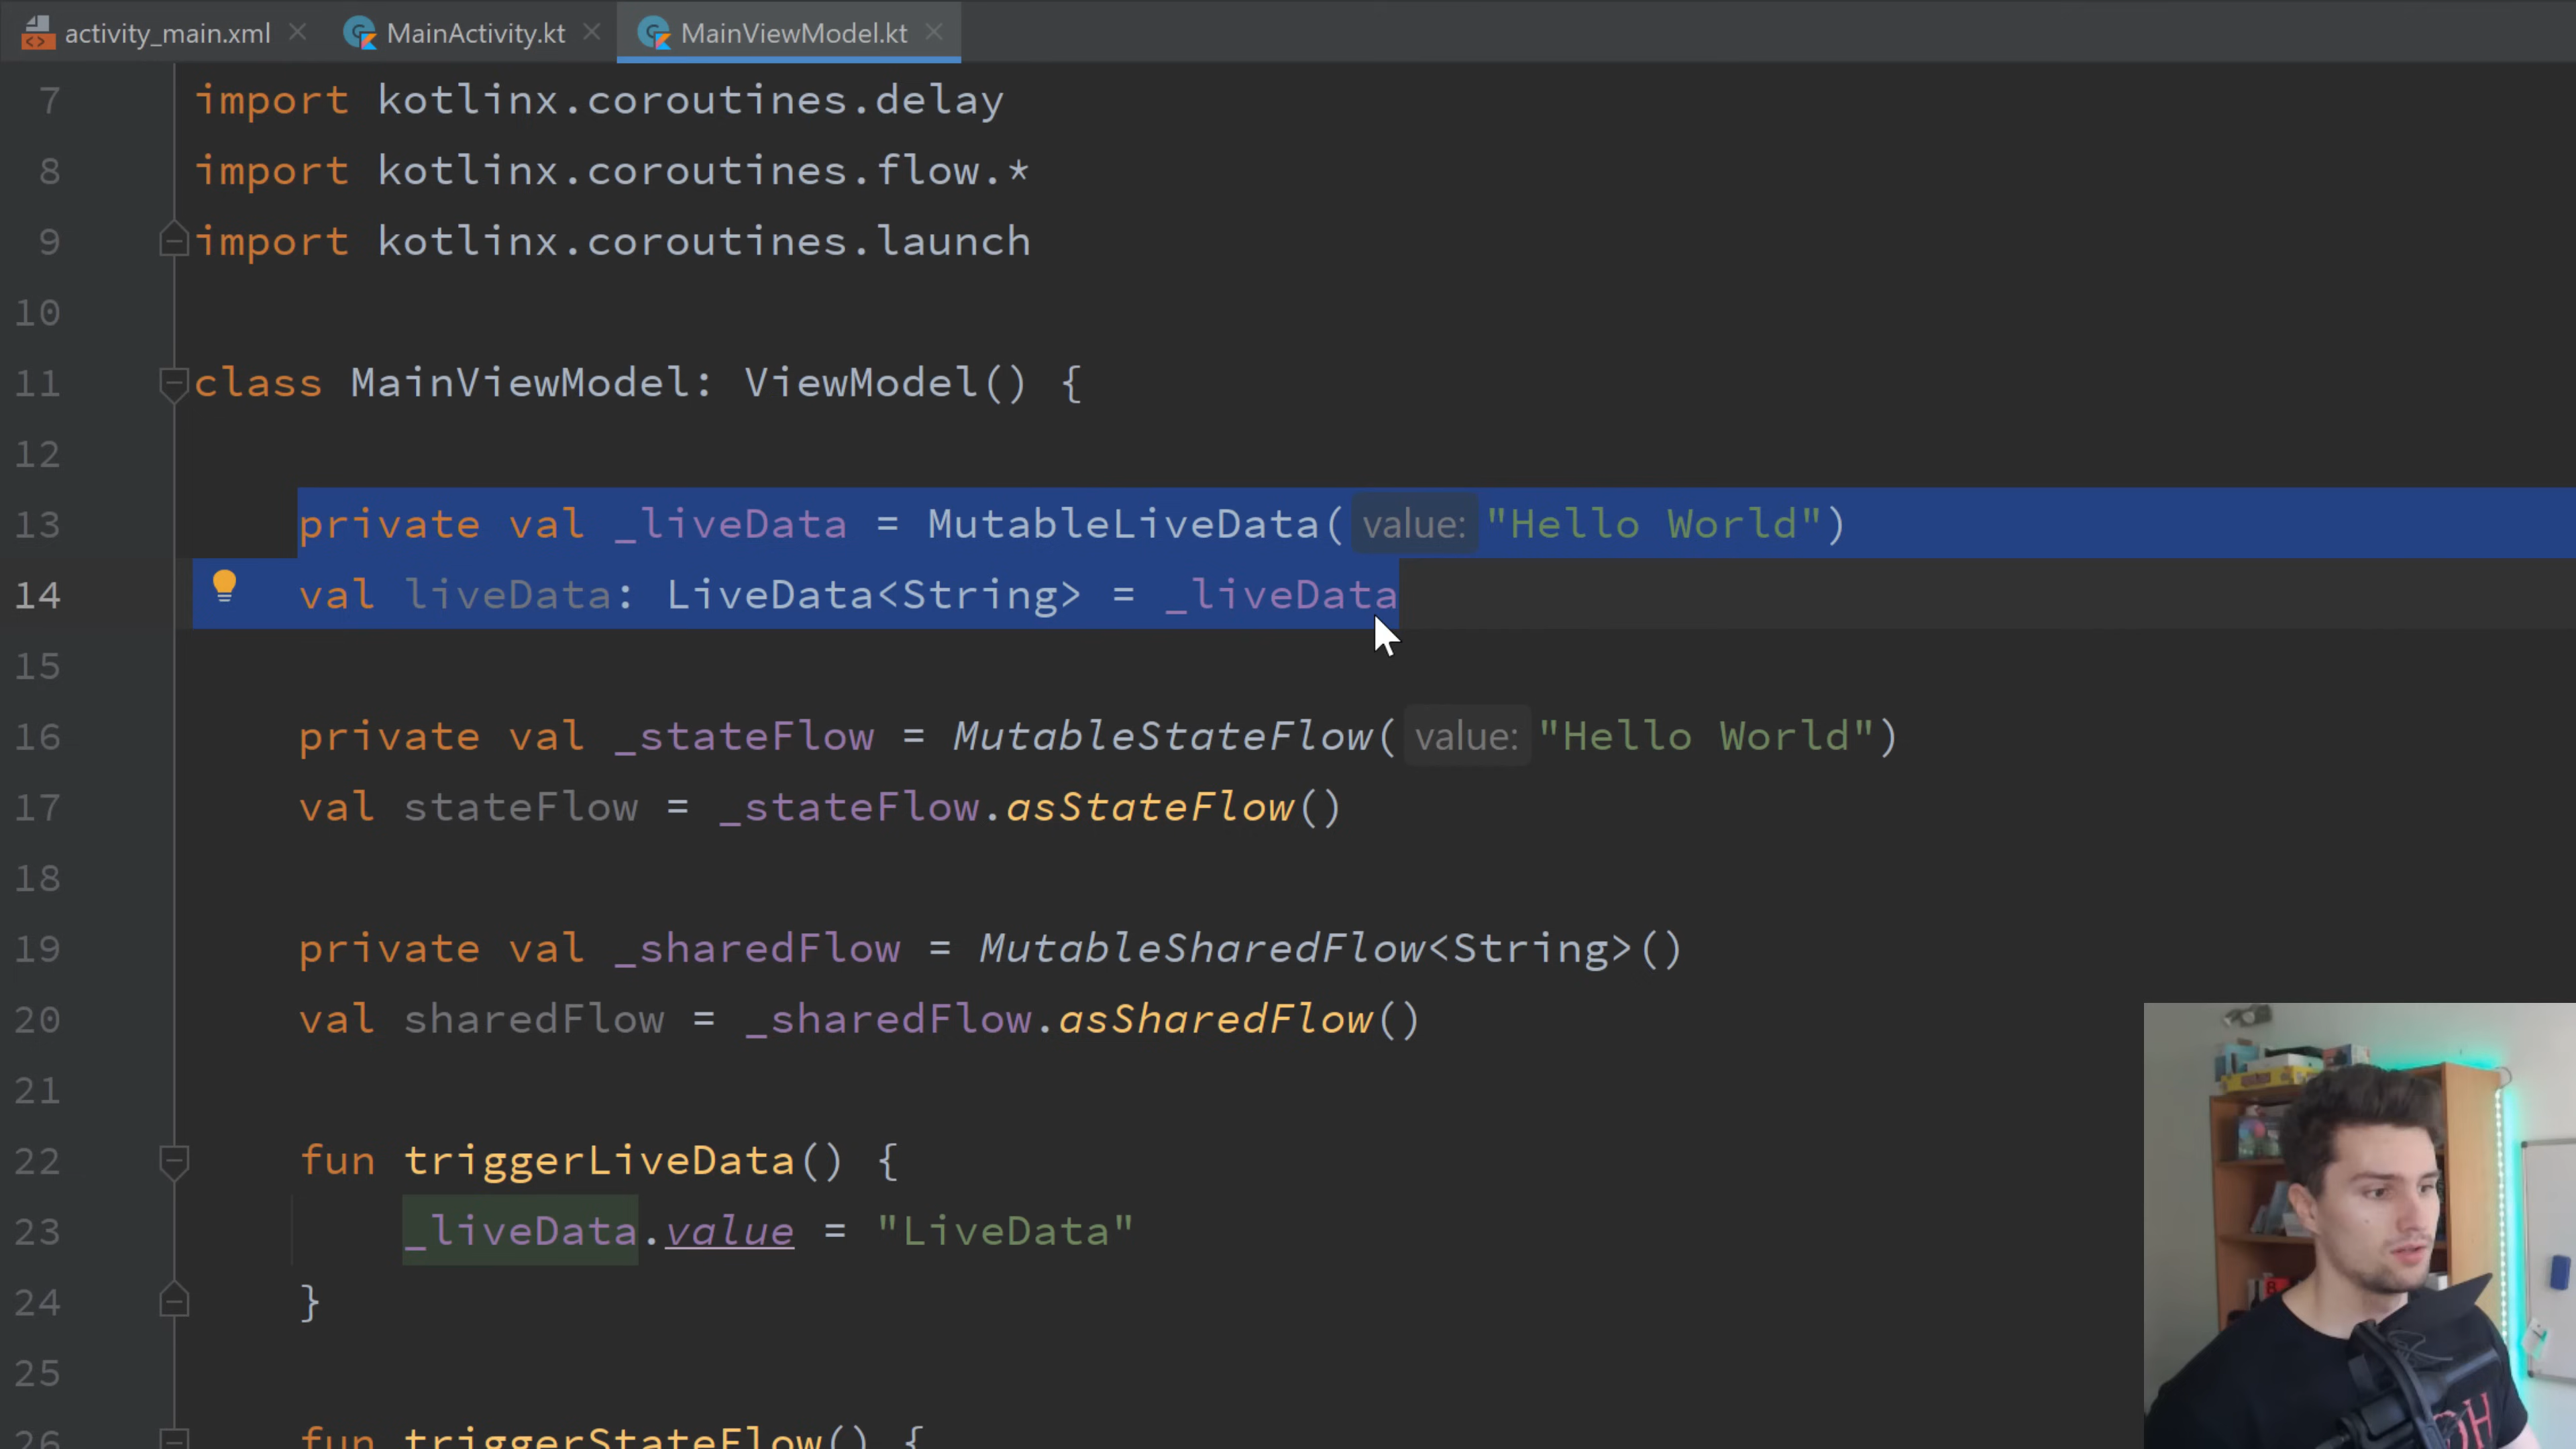 activity_main.xml MainActivity.kt MainViewModel.kt
7 import kotlinx.coroutines.delay
8 import kotlinx.coroutines.flow.*
9 import kotlinx.coroutines.launch
10
11 class MainViewModel: ViewModel() {
12
13 private val _liveData = MutableLiveData( value: "Hello World")
14 val liveData: LiveData<String> = _liveData
15
16 private val _stateFlow = MutableStateFlow( value: "Hello World")
17 val stateFlow = _stateFlow.asStateFlow()
18
19 private val _sharedFlow = MutableSharedFlow<String>()
20 val sharedFlow = _sharedFlow.asSharedFlow()
21
22 fun triggerLiveData() {
23 _liveData.value = "LiveData"
24 }
25
26 fun triggerStateFlow() {